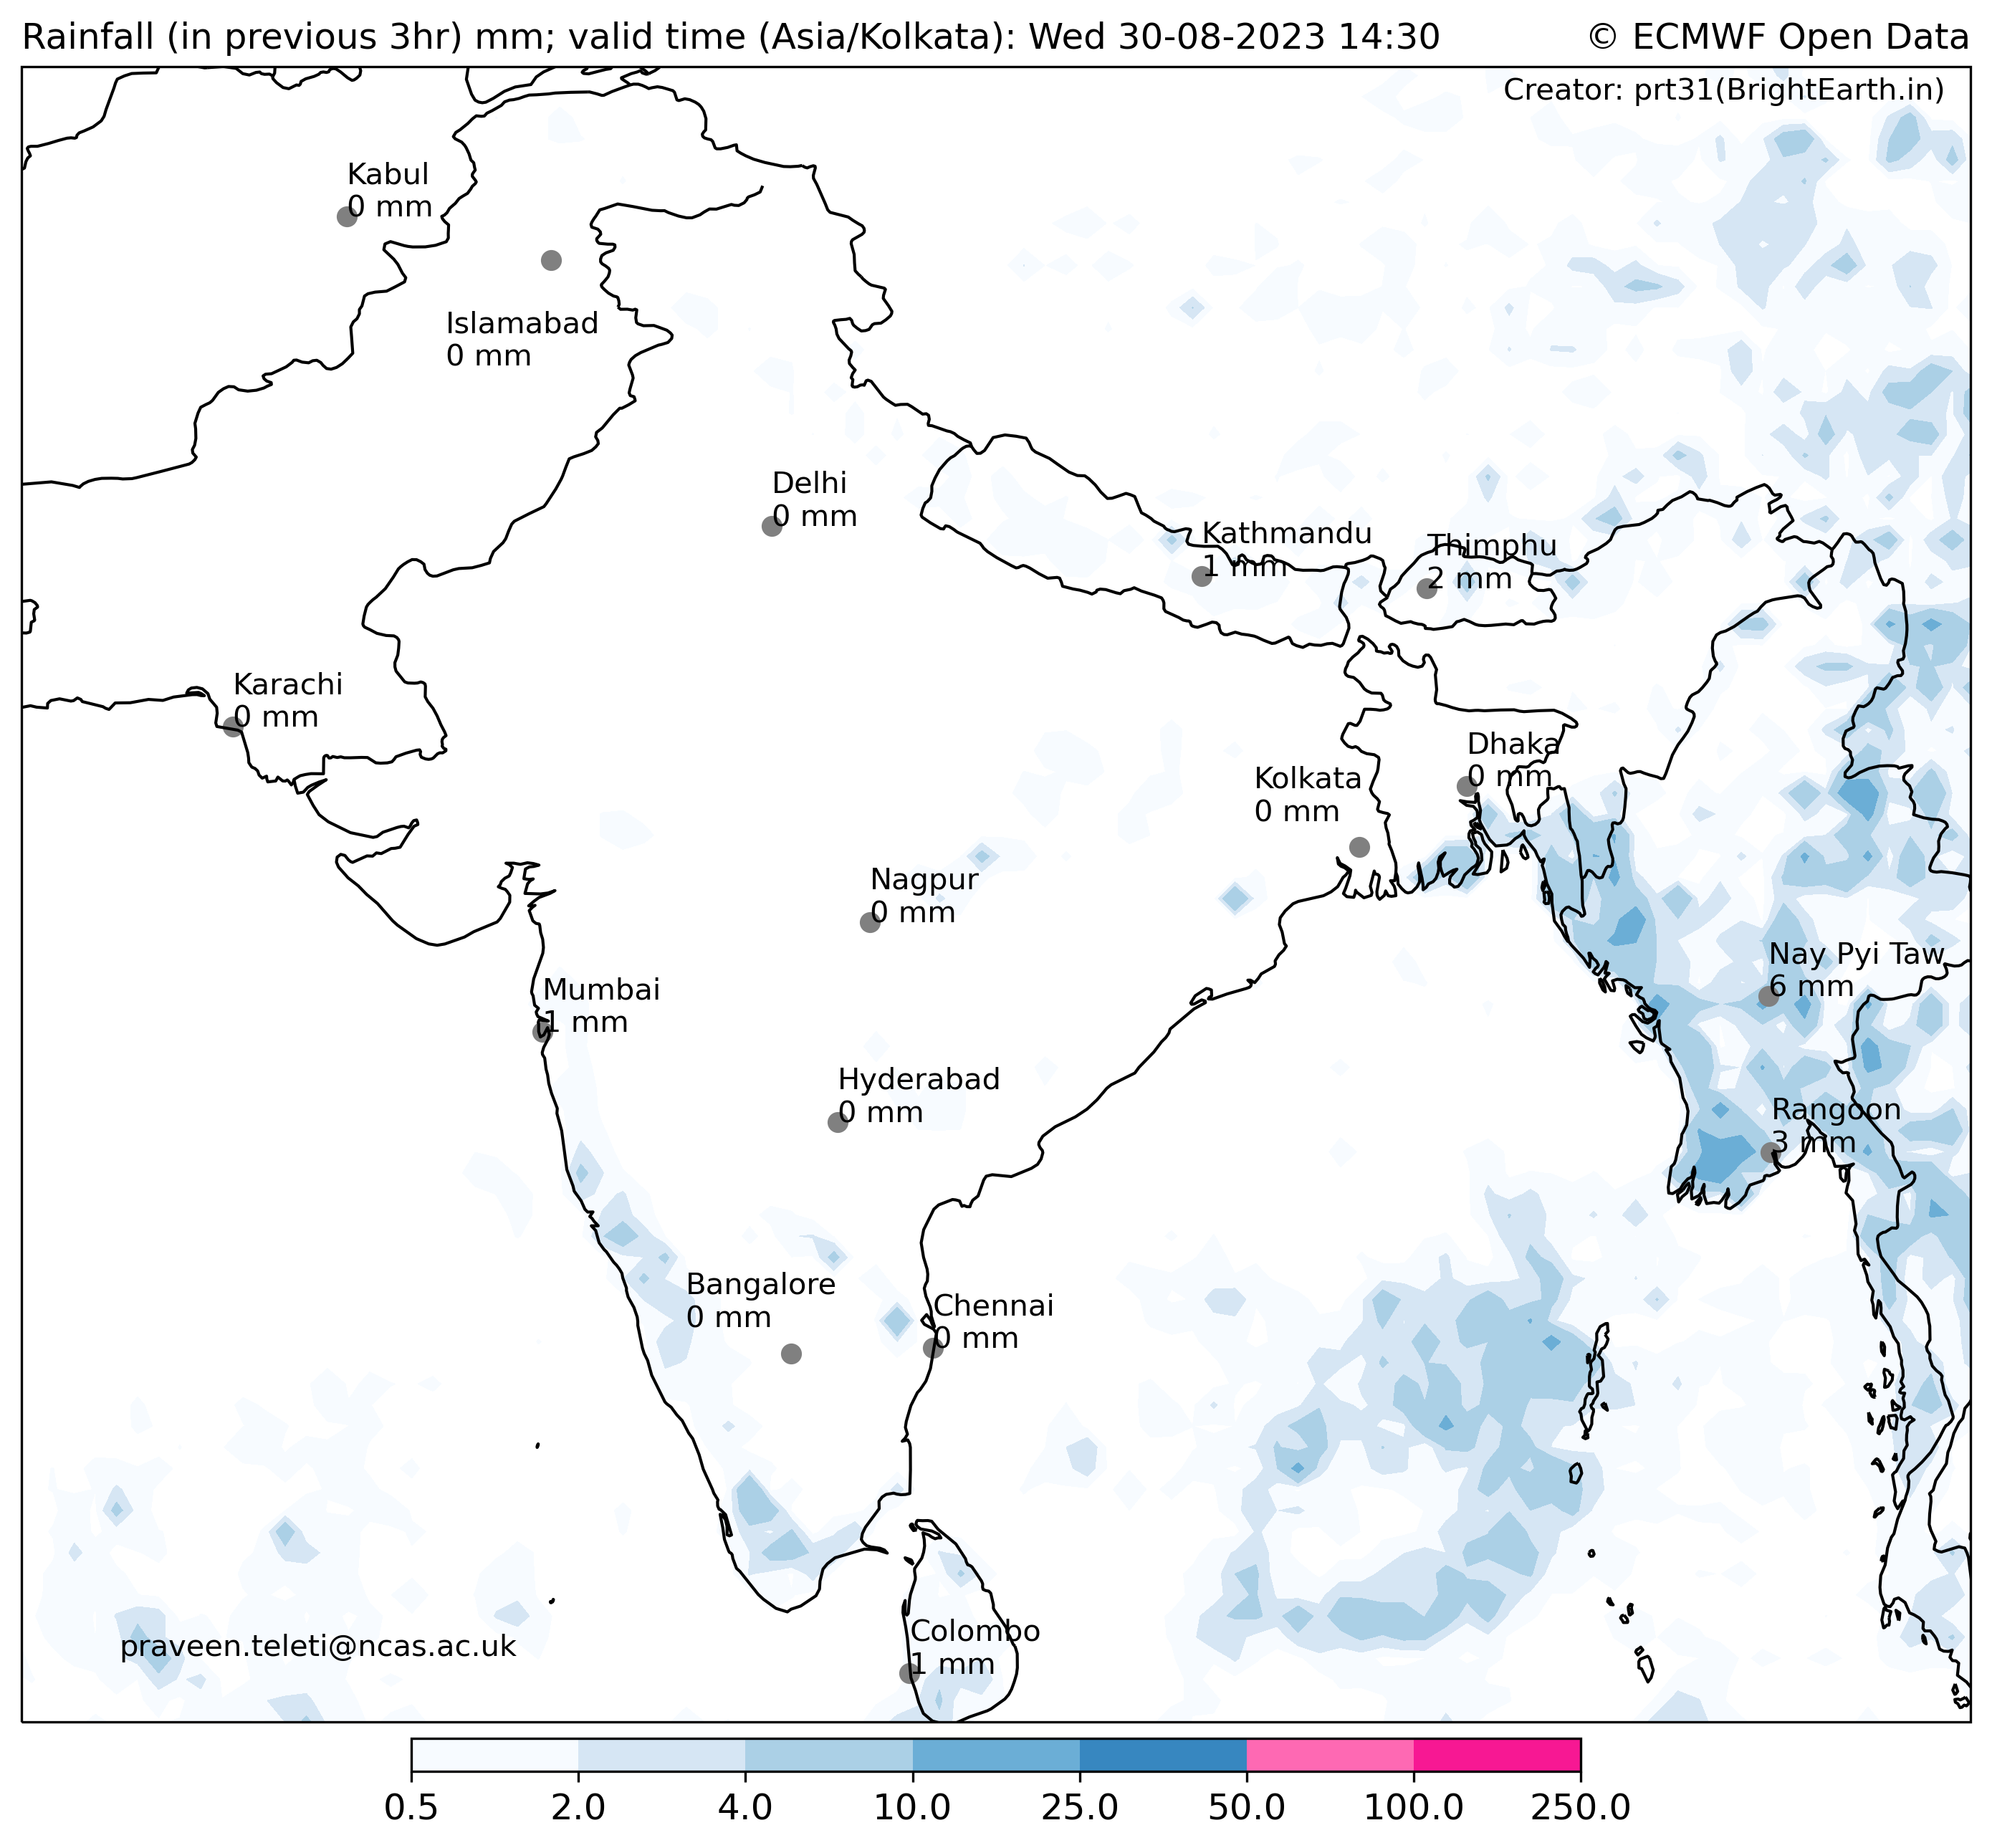 Rainfall (in previous 3hr) mm; valid time (Asia/Kolkata): Wed 30-08-2023 14:30
© ECMWF Open Data
Creator: prt31(BrightEarth.in)
Kabul
0 mm
Islamabad
0 mm
Delhi
0 mm
Kathmandu
1 mm
Thimphu
2 mm
Karachi
0 mm
Dhaka
0 mm
Kolkata
0 mm
Nagpur
0 mm
Nay Pyi Taw
6 mm
Mumbai
1 mm
Hyderabad
0 mm
Rangoon
3 mm
Bangalore
0 mm
Chennai
0 mm
Colombo
1 mm
praveen.teleti@ncas.ac.uk
0.5 2.0 4.0 10.0 25.0 50.0 100.0 250.0